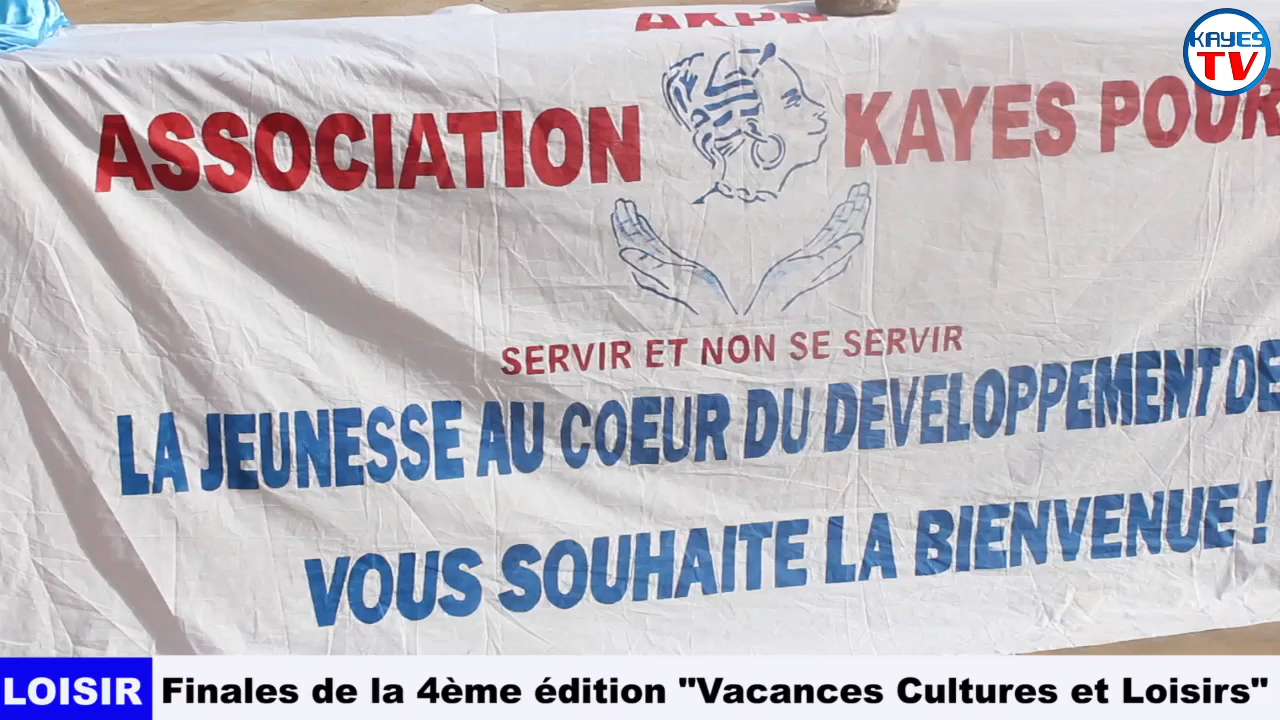 AKPN
KAYES
TV
ASSOCIATION KAYES POUR
SERVIR ET NON SE SERVIR
LA JEUNESSE AU COEUR DU DEVELOPPEMENT DE
VOUS SOUHAITE LA BIENVENUE !
LOISIR Finales de la 4ème édition "Vacances Cultures et Loisirs"